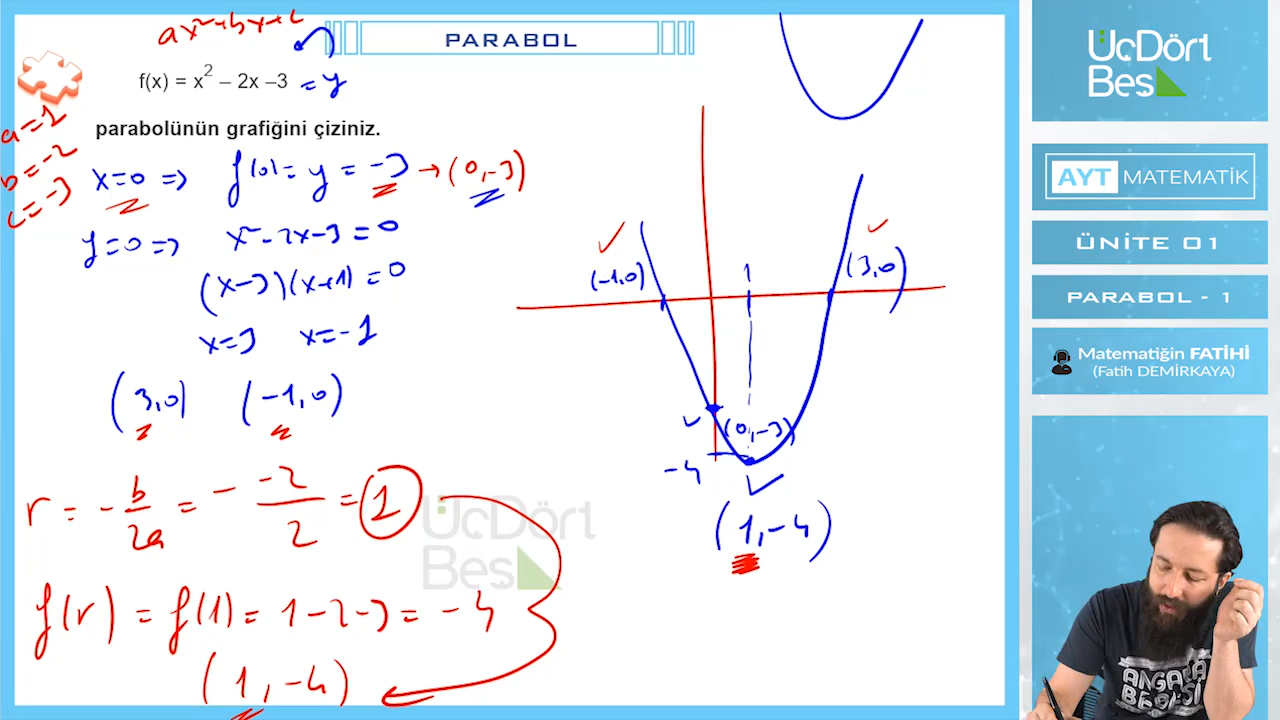 PARABOL
ax²+bx+c
f(x) = x² – 2x –3 = y
parabolünün grafiğini çiziniz.
a=1
b=-2
c=-3
x=0 => f(0)= y = -3 → (0,-3)
y=0 => x²-2x-3=0
(x-3)(x+1)=0
x=3 x=-1
(3,0) (-1,0)
r = -b/2a = - -2/2 = 1
f(r) = f(1) = 1-2-3 = -4
(1,-4)
(-1,0)
1
(3,0)
(0,-3)
-4
(1,-4)
ÜçDört
Beş
ÜçDört
Beş
AYT MATEMATİK
ÜNİTE 01
PARABOL - 1
Matematiğin FATİHİ
(Fatih DEMİRKAYA)